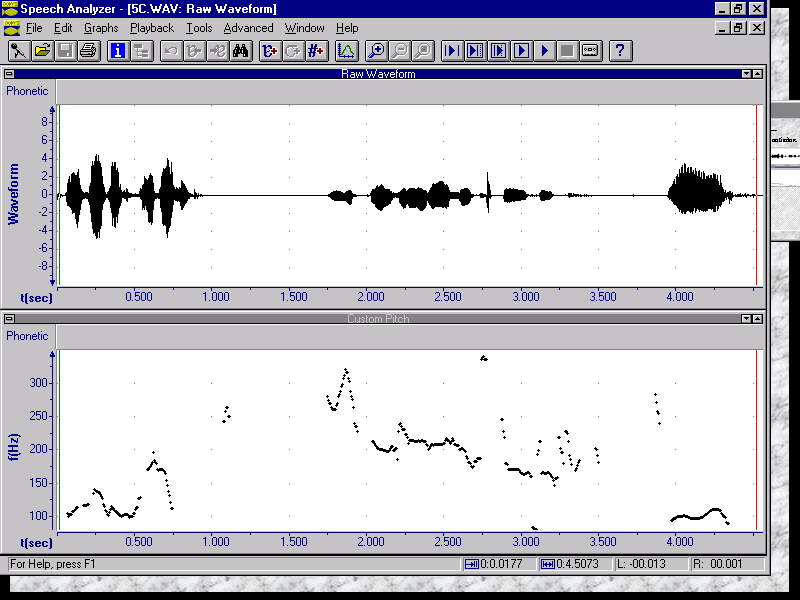 Speech Analyzer - [5C.WAV: Raw Waveform]
File Edit Graphs Playback Tools Advanced Window Help
Raw Waveform
Phonetic
8
6
4
2
0
-2
-4
-6
-8
Waveform
t(sec) 0.500 1.000 1.500 2.000 2.500 3.000 3.500 4.000
Custom Pitch
Phonetic
300
250
200
150
100
f(Hz)
t(sec) 0.500 1.000 1.500 2.000 2.500 3.000 3.500 4.000
For Help, press F1 0:0.0177 0:4.5073 L: -00.013 R: 00.001